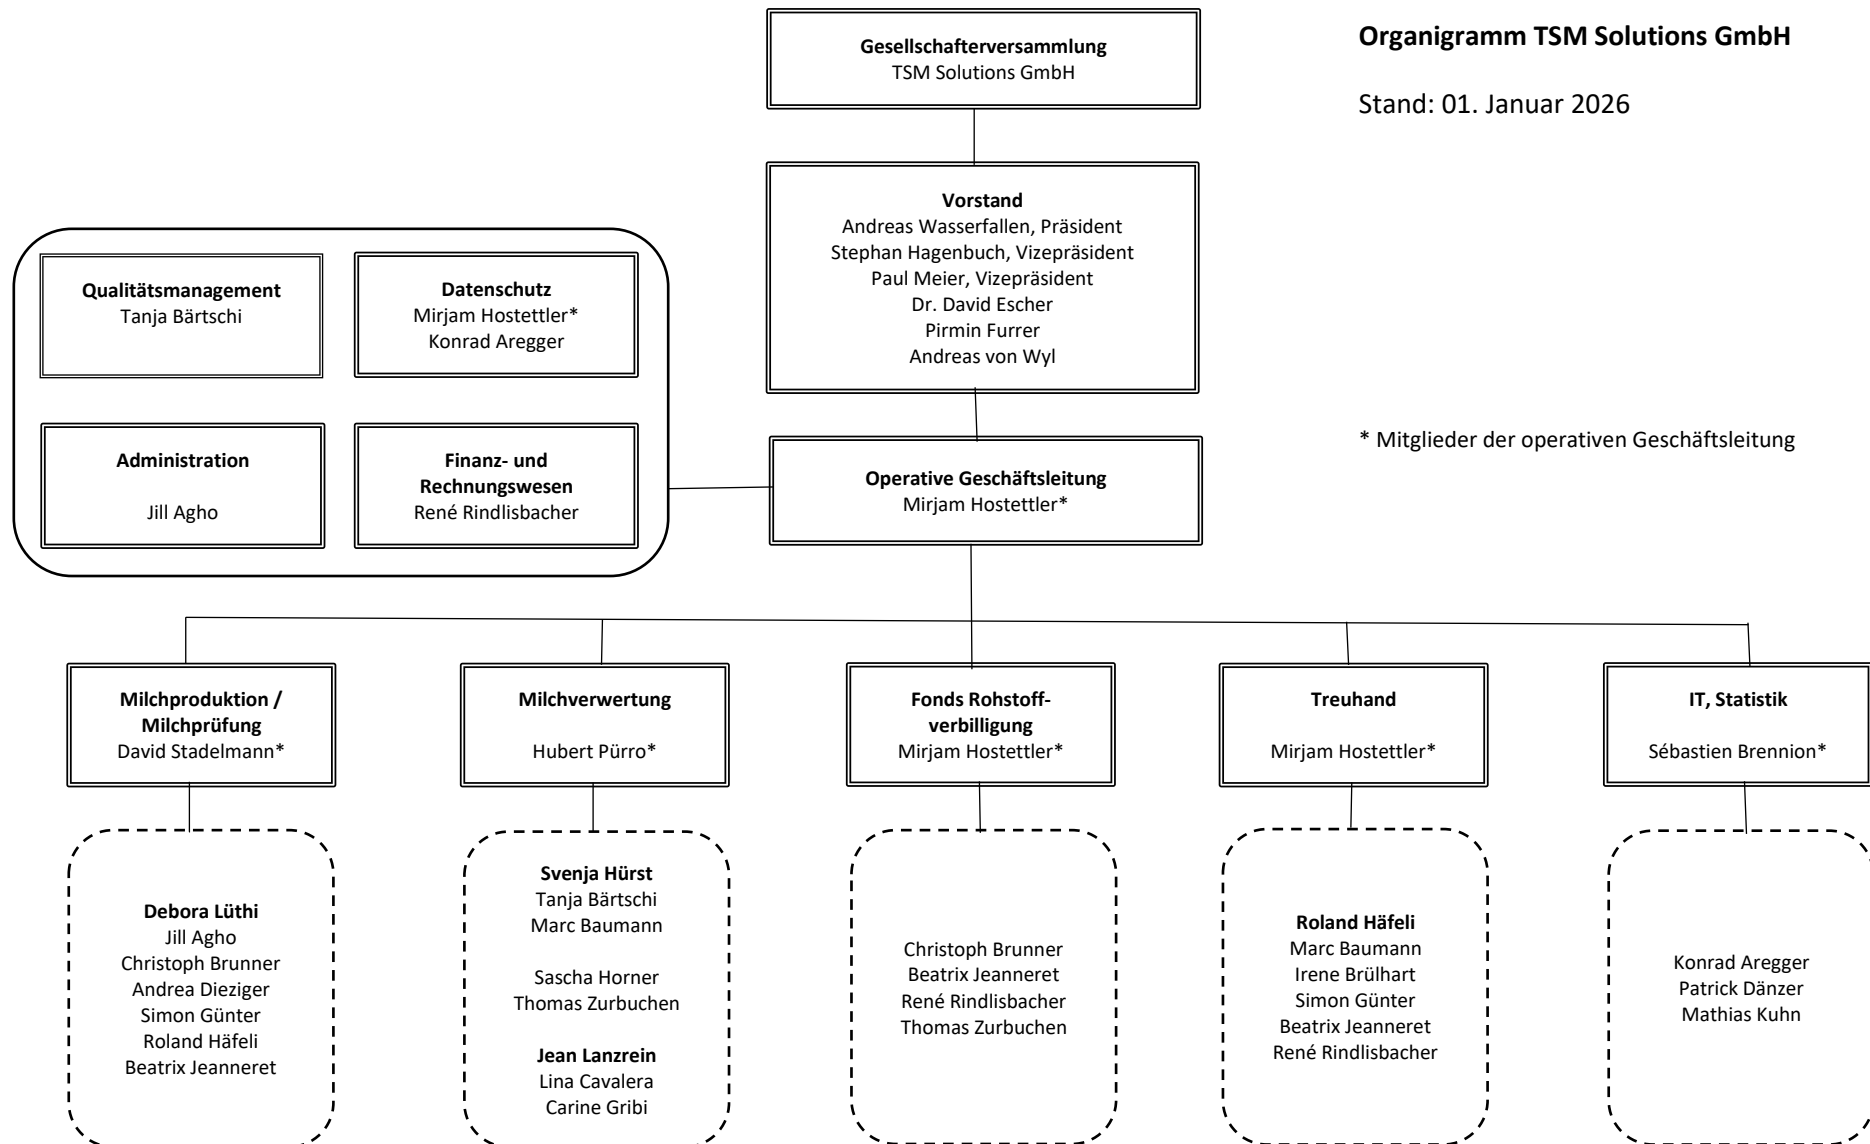 Organigramm TSM Solutions GmbH
Stand: 01. Januar 2026
Gesellschafterversammlung
TSM Solutions GmbH
Vorstand
Andreas Wasserfallen, Präsident
Stephan Hagenbuch, Vizepräsident
Paul Meier, Vizepräsident
Dr. David Escher
Pirmin Furrer
Andreas von Wyl
Qualitätsmanagement
Tanja Bärtschi
Datenschutz
Mirjam Hostettler*
Konrad Aregger
Administration
Jill Agho
Finanz- und
Rechnungswesen
René Rindlisbacher
Operative Geschäftsleitung
Mirjam Hostettler*
* Mitglieder der operativen Geschäftsleitung
Milchproduktion /
Milchprüfung
David Stadelmann*
Milchverwertung
Hubert Pürro*
Fonds Rohstoff-
verbilligung
Mirjam Hostettler*
Treuhand
Mirjam Hostettler*
IT, Statistik
Sébastien Brennion*
Debora Lüthi
Jill Agho
Christoph Brunner
Andrea Dieziger
Simon Günter
Roland Häfeli
Beatrix Jeanneret
Svenja Hürst
Tanja Bärtschi
Marc Baumann
Sascha Horner
Thomas Zurbuchen
Jean Lanzrein
Lina Cavalera
Carine Gribi
Christoph Brunner
Beatrix Jeanneret
René Rindlisbacher
Thomas Zurbuchen
Roland Häfeli
Marc Baumann
Irene Brülhart
Simon Günter
Beatrix Jeanneret
René Rindlisbacher
Konrad Aregger
Patrick Dänzer
Mathias Kuhn